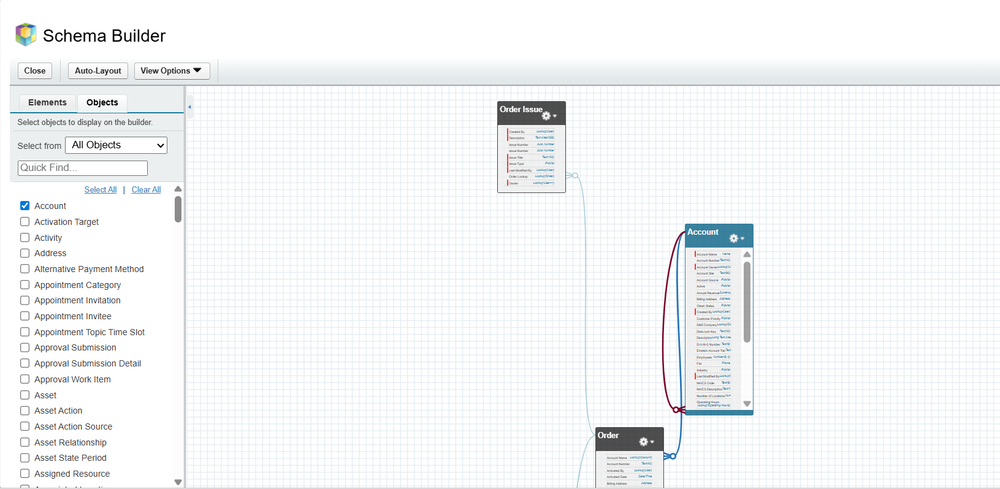 Schema Builder
Close
Auto-Layout
View Options
Elements
Objects
Select objects to display on the builder.
Select from
All Objects
Quick Find...
Select All | Clear All
Account
Activation Target
Activity
Address
Alternative Payment Method
Appointment Category
Appointment Invitation
Appointment Invitee
Appointment Topic Time Slot
Approval Submission
Approval Submission Detail
Approval Work Item
Asset
Asset Action
Asset Action Source
Asset Relationship
Asset State Period
Assigned Resource
Order Issue
Created By Lookup(User)
Description Text Area(255)
Issue Number Auto Number
Issue Number Auto Number
Issue Title Text(100)
Issue Type Picklist
Last Modified By Lookup(User)
Order Lookup Lookup(Order)
Owner Lookup(User+1)
Account
Account Name Name
Account Number Text(40)
Account Owner Lookup(U
Account Site Text(80)
Account Source Picklist
Active Picklist
Annual Revenue Currency
Billing Address Address
Clean Status Picklist
Created By Lookup(User)
Customer Priority Picklist
D&B Company Lookup(D&
Data.com Key Text(20)
Description Long Text Area
D-U-N-S Number Text(9)
Einstein Account Tier Text
Employees Number(8, 0)
Fax Phone
Industry Picklist
Last Modified By Lookup(U
NAICS Code Text(8)
NAICS Description Text(1
Number of Locations Num
Operating Hours
Lookup(Operating Hours)
Order
Account Name Lookup(Account)
Account Number Text(40)
Activated By Lookup(User)
Activated Date Date/Time
Billing Address Address